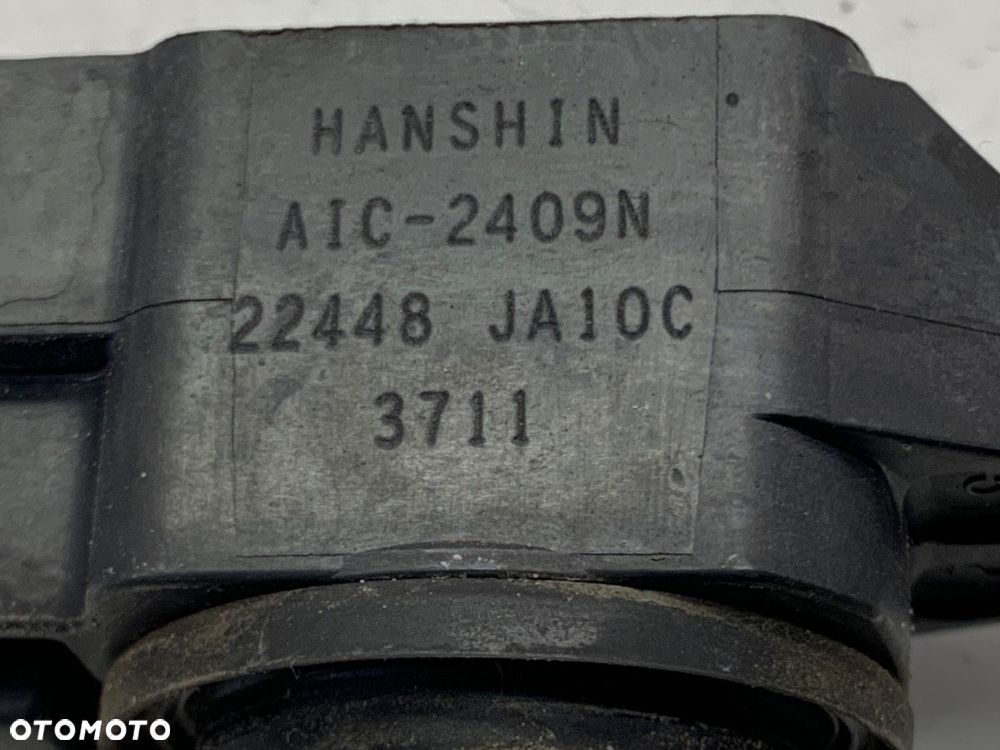 HANSHIN
AIC-2409N
22448 JA10C
3711
OTOMOTO